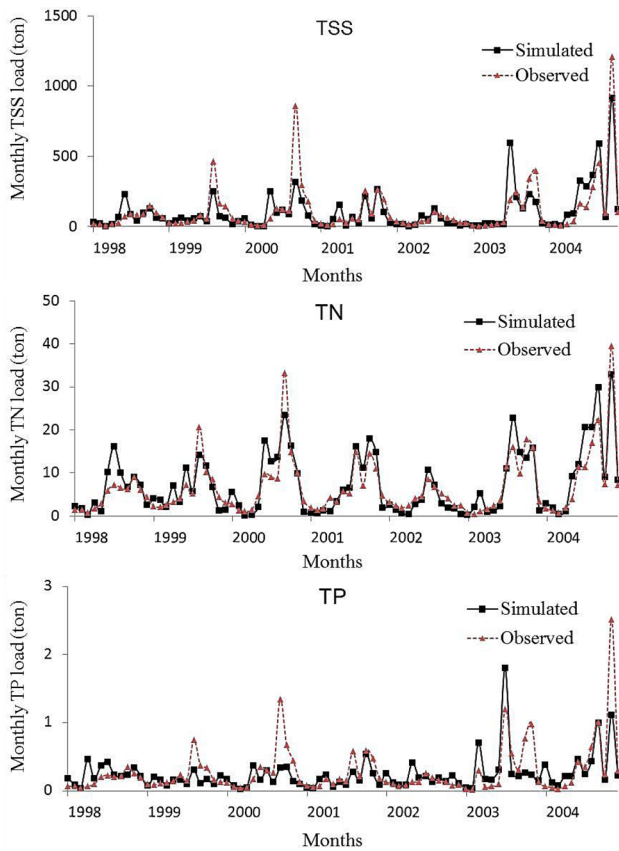 TSS
Monthly TSS load (ton)
1500
1000
500
0
Simulated
Observed
1998 1999 2000 2001 2002 2003 2004
Months
TN
Monthly TN load (ton)
50
40
30
20
10
0
Simulated
Observed
1998 1999 2000 2001 2002 2003 2004
Months
TP
Monthly TP load (ton)
3
2
1
0
Simulated
Observed
1998 1999 2000 2001 2002 2003 2004
Months